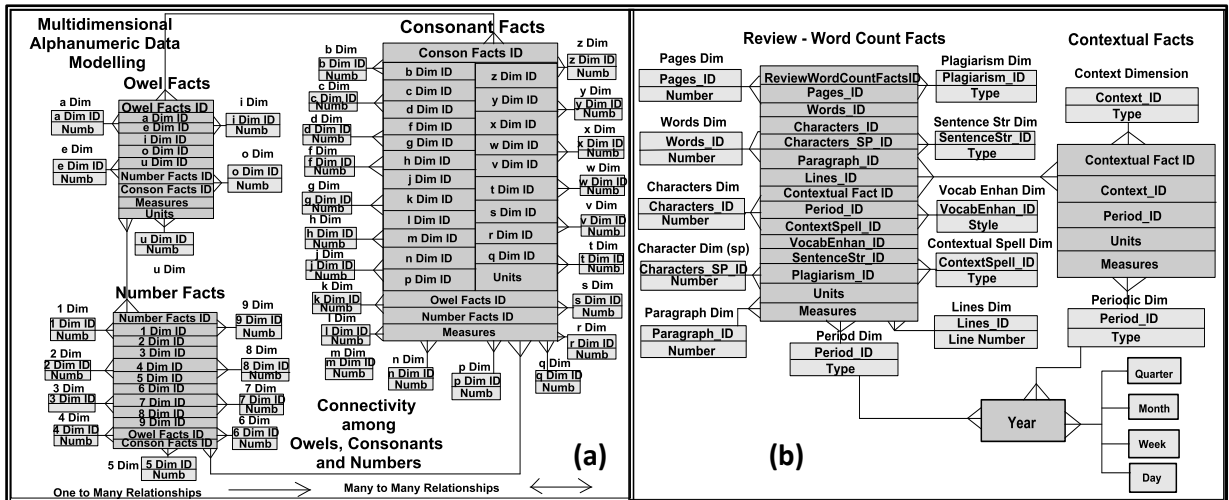 Multidimensional
Alphanumeric Data
Modelling
Owel Facts
a Dim
a Dim ID
Numb
e Dim
e Dim ID
Numb
Owel Facts ID
a Dim ID
e Dim ID
i Dim ID
o Dim ID
u Dim ID
Number Facts ID
Conson Facts ID
Measures
Units
i Dim
i Dim ID
Numb
o Dim
o Dim ID
Numb
u Dim ID
Numb
u Dim
Number Facts
1 Dim
1 Dim ID
Numb
2 Dim
2 Dim ID
Numb
3 Dim
3 Dim ID
4 Dim
4 Dim ID
Numb
Number Facts ID
1 Dim ID
2 Dim ID
3 Dim ID
4 Dim ID
5 Dim ID
6 Dim ID
7 Dim ID
8 Dim ID
9 Dim ID
Owel Facts ID
Conson Facts ID
9 Dim
9 Dim ID
Numb
8 Dim
8 Dim ID
Numb
7 Dim
7 Dim ID
Numb
6 Dim
6 Dim ID
Numb
5 Dim
5 Dim ID
Numb
One to Many Relationships
Many to Many Relationships
Consonant Facts
b Dim
b Dim ID
Numb
c Dim
c Dim ID
Numb
d Dim
d Dim ID
Numb
f Dim
f Dim ID
Numb
g Dim
g Dim ID
Numb
h Dim
h Dim ID
Numb
j Dim
j Dim ID
Numb
k Dim
k Dim ID
Numb
l Dim
l Dim ID
Numb
m Dim
m Dim ID
Numb
Conson Facts ID
b Dim ID
c Dim ID
d Dim ID
f Dim ID
g Dim ID
h Dim ID
j Dim ID
k Dim ID
l Dim ID
m Dim ID
n Dim ID
p Dim ID
z Dim ID
y Dim ID
x Dim ID
w Dim ID
v Dim ID
t Dim ID
s Dim ID
r Dim ID
q Dim ID
Units
Owel Facts ID
Number Facts ID
Measures
z Dim
z Dim ID
Numb
y Dim
y Dim ID
Numb
x Dim
x Dim ID
Numb
w Dim
w Dim ID
Numb
v Dim
v Dim ID
Numb
t Dim
t Dim ID
Numb
s Dim
s Dim ID
Numb
r Dim ID
Numb
r Dim
n Dim
n Dim ID
Numb
p Dim
p Dim ID
Numb
q Dim
q Dim ID
Numb
Connectivity
among
Owels, Consonants
and Numbers
(a)
Review - Word Count Facts
Pages Dim
Pages_ID
Number
Words Dim
Words_ID
Number
Characters Dim
Characters_ID
Number
Character Dim (sp)
Characters_SP_ID
Number
Paragraph Dim
Paragraph_ID
Number
ReviewWordCountFactsID
Pages_ID
Words_ID
Characters_ID
Characters_SP_ID
Paragraph_ID
Lines_ID
Contextual Fact ID
Period_ID
ContextSpell_ID
VocabEnhan_ID
SentenceStr_ID
Plagiarism_ID
Units
Measures
Plagiarism Dim
Plagiarism_ID
Type
Sentence Str Dim
SentenceStr_ID
Type
Vocab Enhan Dim
VocabEnhan_ID
Style
Contextual Spell Dim
ContextSpell_ID
Type
Lines Dim
Lines_ID
Line Number
Period Dim
Period_ID
Type
Contextual Facts
Context Dimension
Context_ID
Type
Contextual Fact ID
Context_ID
Period_ID
Units
Measures
Periodic Dim
Period_ID
Type
Year
Quarter
Month
Week
Day
(b)